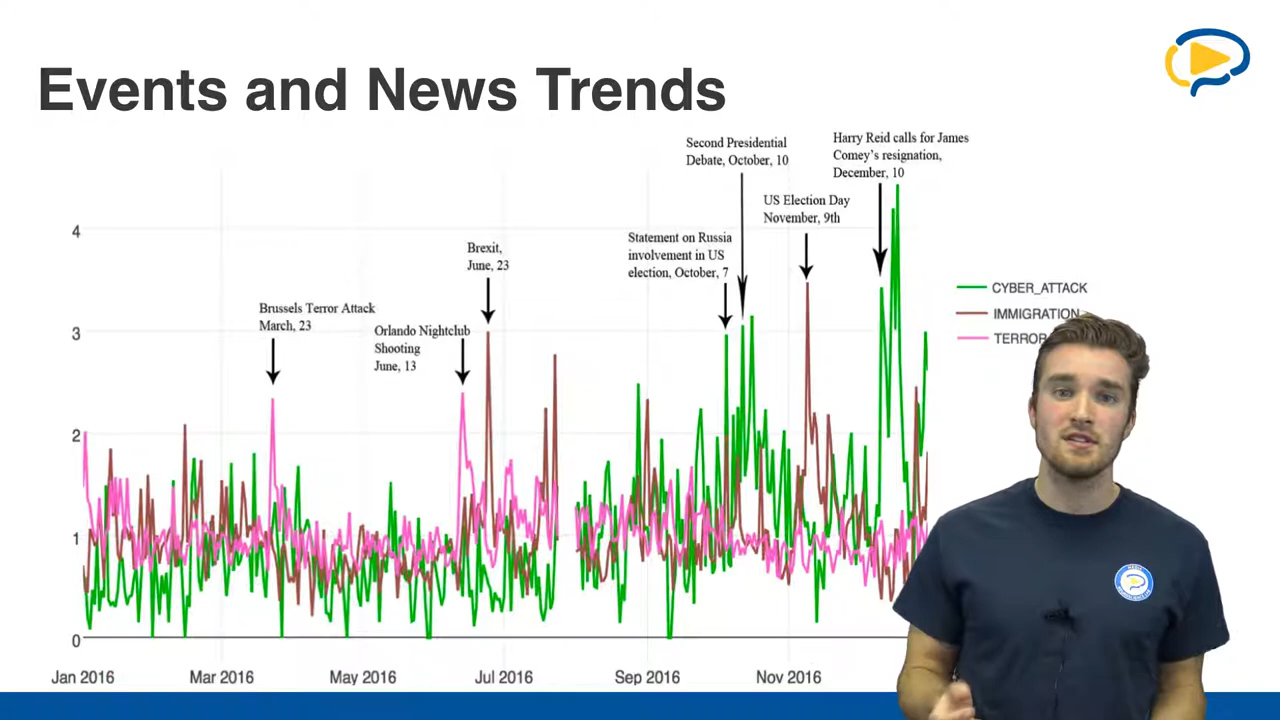 Events and News Trends
Second Presidential
Debate, October, 10
Harry Reid calls for James
Comey's resignation,
December, 10
US Election Day
November, 9th
Statement on Russia
involvement in US
election, October, 7
Brexit,
June, 23
Brussels Terror Attack
March, 23
Orlando Nightclub
Shooting
June, 13
4
3
2
1
0
CYBER_ATTACK
IMMIGRATION
TERROR
Jan 2016
Mar 2016
May 2016
Jul 2016
Sep 2016
Nov 2016